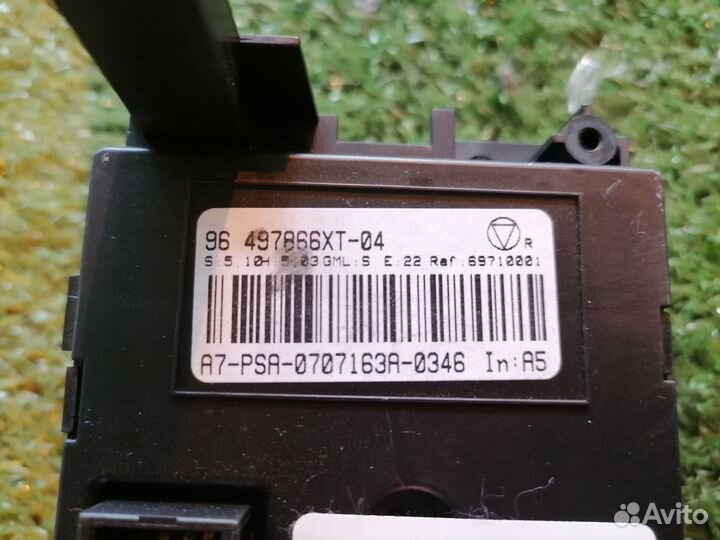 96 497866XT-04
R
S:5.10H:5.03GML:S E:22 Ref:69710001
A7-PSA-0707163A-0346 In:A5
Avito